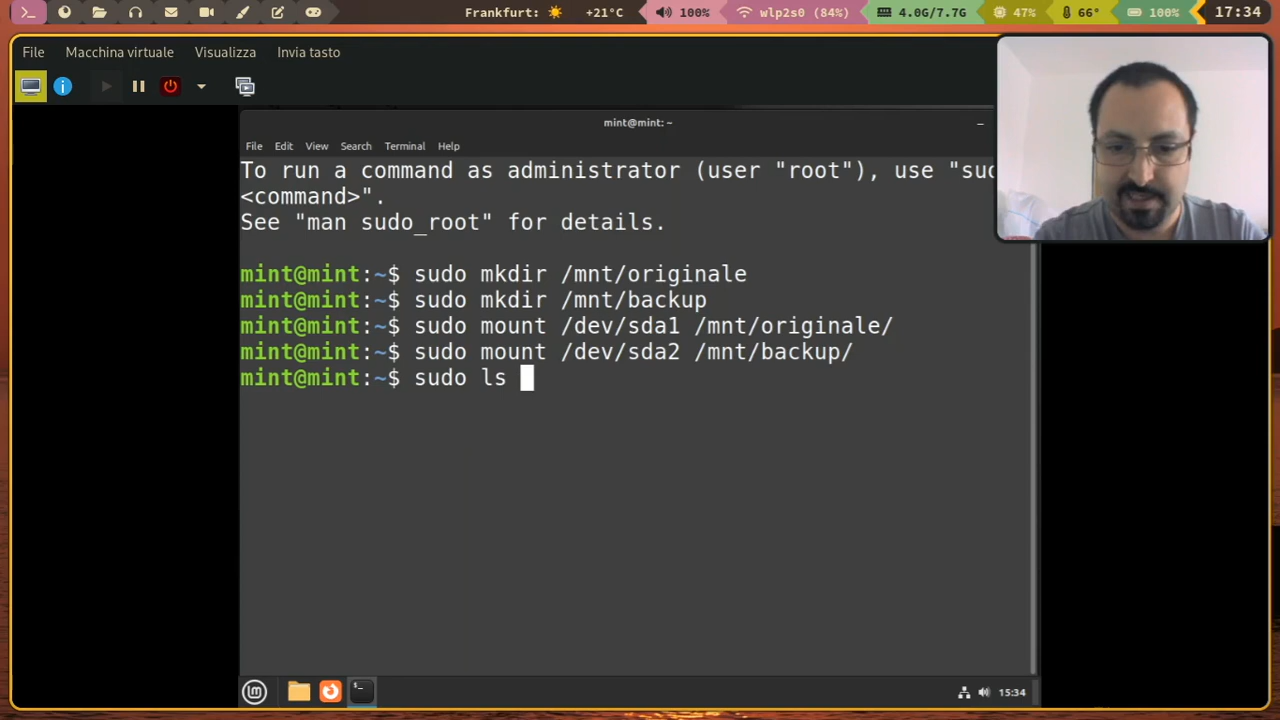 Frankfurt: +21°C
100%
wlp2s0 (84%)
4.0G/7.7G
47%
66°
100%
17:34
File Macchina virtuale Visualizza Invia tasto
mint@mint: ~
File Edit View Search Terminal Help
To run a command as administrator (user "root"), use "sud
<command>".
See "man sudo_root" for details.
mint@mint:~$ sudo mkdir /mnt/originale
mint@mint:~$ sudo mkdir /mnt/backup
mint@mint:~$ sudo mount /dev/sda1 /mnt/originale/
mint@mint:~$ sudo mount /dev/sda2 /mnt/backup/
mint@mint:~$ sudo ls
15:34